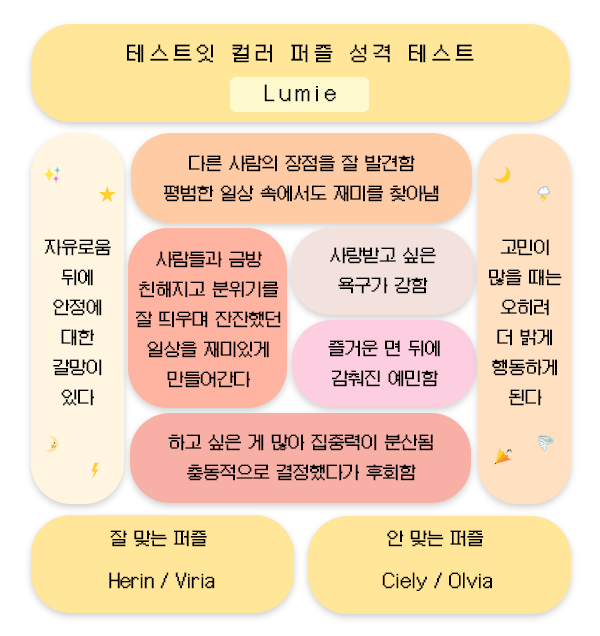 테스트잇 컬러 퍼즐 성격 테스트
Lumie
다른 사람의 장점을 잘 발견함
평범한 일상 속에서도 재미를 찾아냄
자유로움
뒤에
안정에
대한
갈망이
있다
사람들과 금방
친해지고 분위기를
잘 띄우며 잔잔했던
일상을 재미있게
만들어간다
사랑받고 싶은
욕구가 강함
즐거운 면 뒤에
감춰진 예민함
고민이
많을 때는
오히려
더 밝게
행동하게
된다
하고 싶은 게 많아 집중력이 분산됨
충동적으로 결정했다가 후회함
잘 맞는 퍼즐
Herin / Viria
안 맞는 퍼즐
Ciely / Olvia